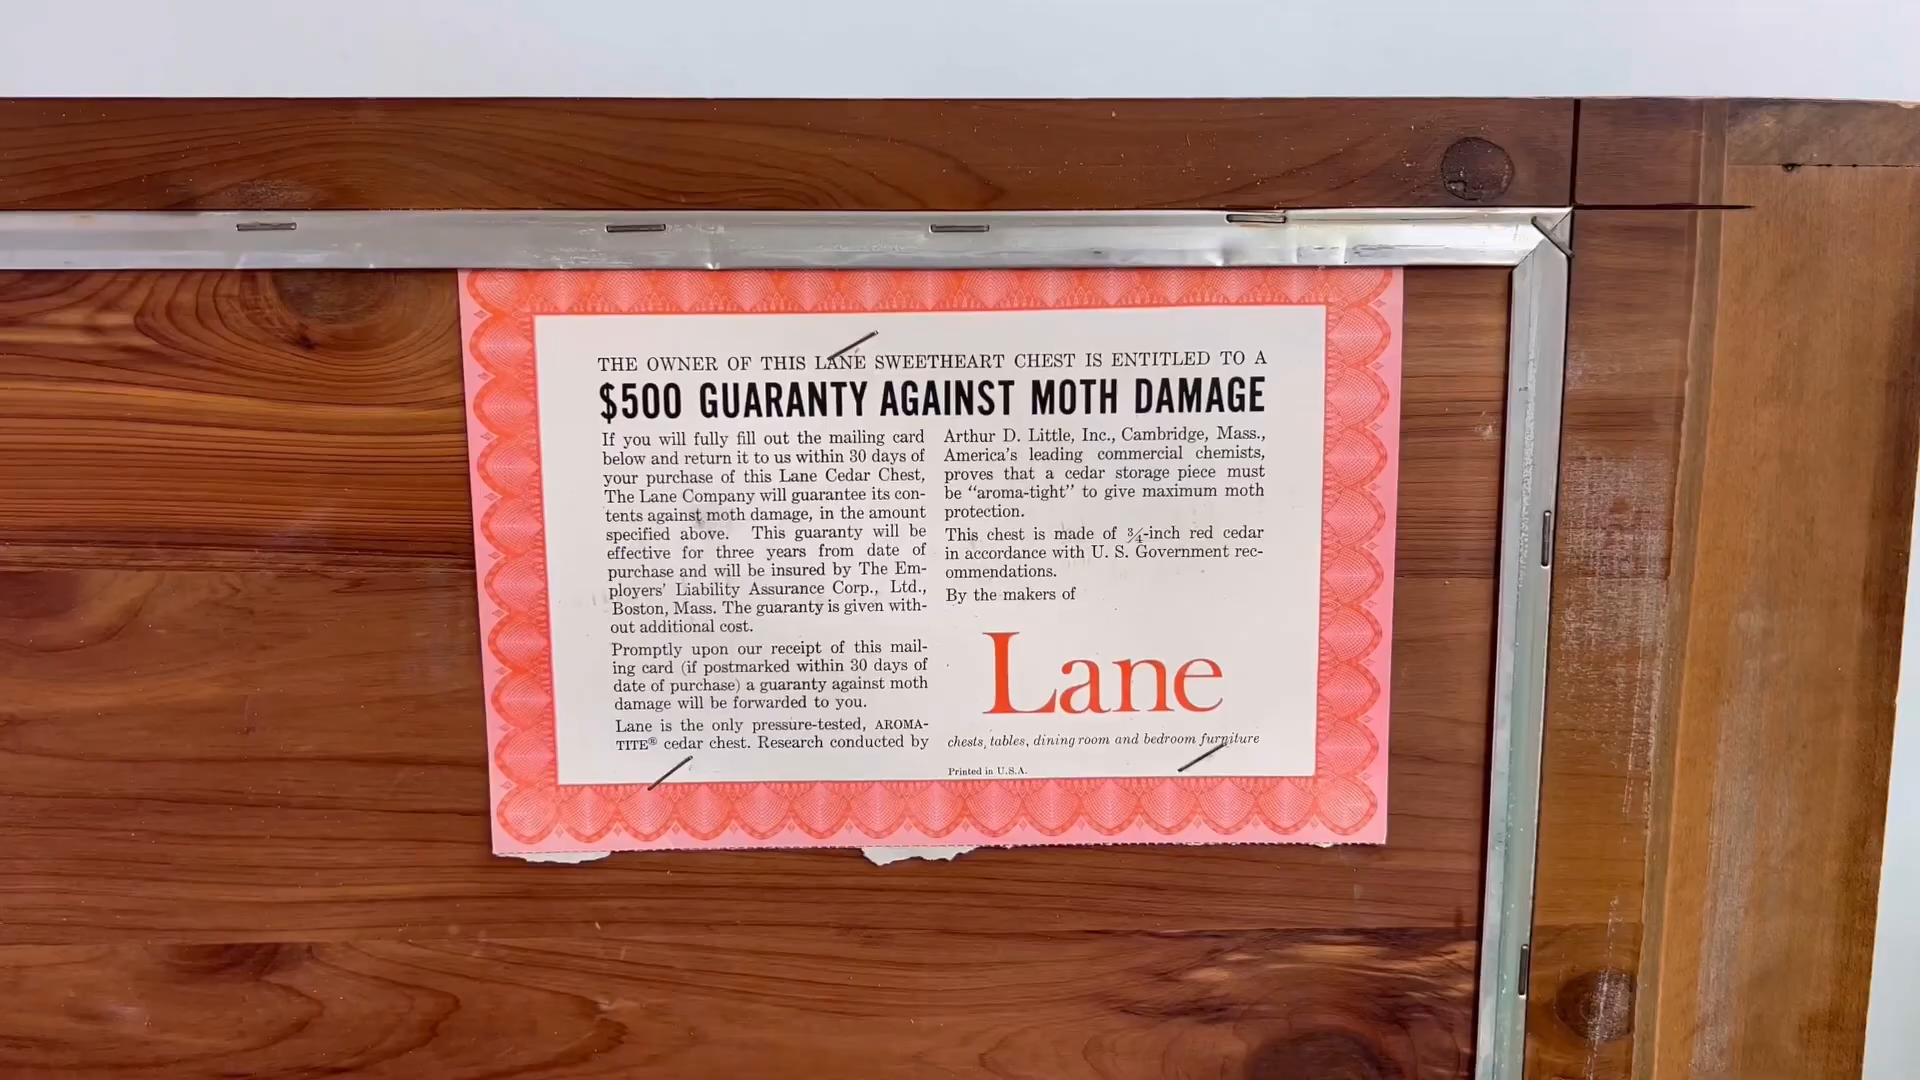 THE OWNER OF THIS LANE SWEETHEART CHEST IS ENTITLED TO A
$500 GUARANTY AGAINST MOTH DAMAGE
If you will fully fill out the mailing card
below and return it to us within 30 days of
your purchase of this Lane Cedar Chest,
The Lane Company will guarantee its con-
tents against moth damage, in the amount
specified above. This guaranty will be
effective for three years from date of
purchase and will be insured by The Em-
ployers' Liability Assurance Corp., Ltd.,
Boston, Mass. The guaranty is given with-
out additional cost.
Promptly upon our receipt of this mail-
ing card (if postmarked within 30 days of
date of purchase) a guaranty against moth
damage will be forwarded to you.
Lane is the only pressure-tested, AROMA-
TITE® cedar chest. Research conducted by
Arthur D. Little, Inc., Cambridge, Mass.,
America's leading commercial chemists,
proves that a cedar storage piece must
be "aroma-tight" to give maximum moth
protection.
This chest is made of ¾-inch red cedar
in accordance with U. S. Government rec-
ommendations.
By the makers of
Lane
chests, tables, dining room and bedroom furniture
Printed in U.S.A.